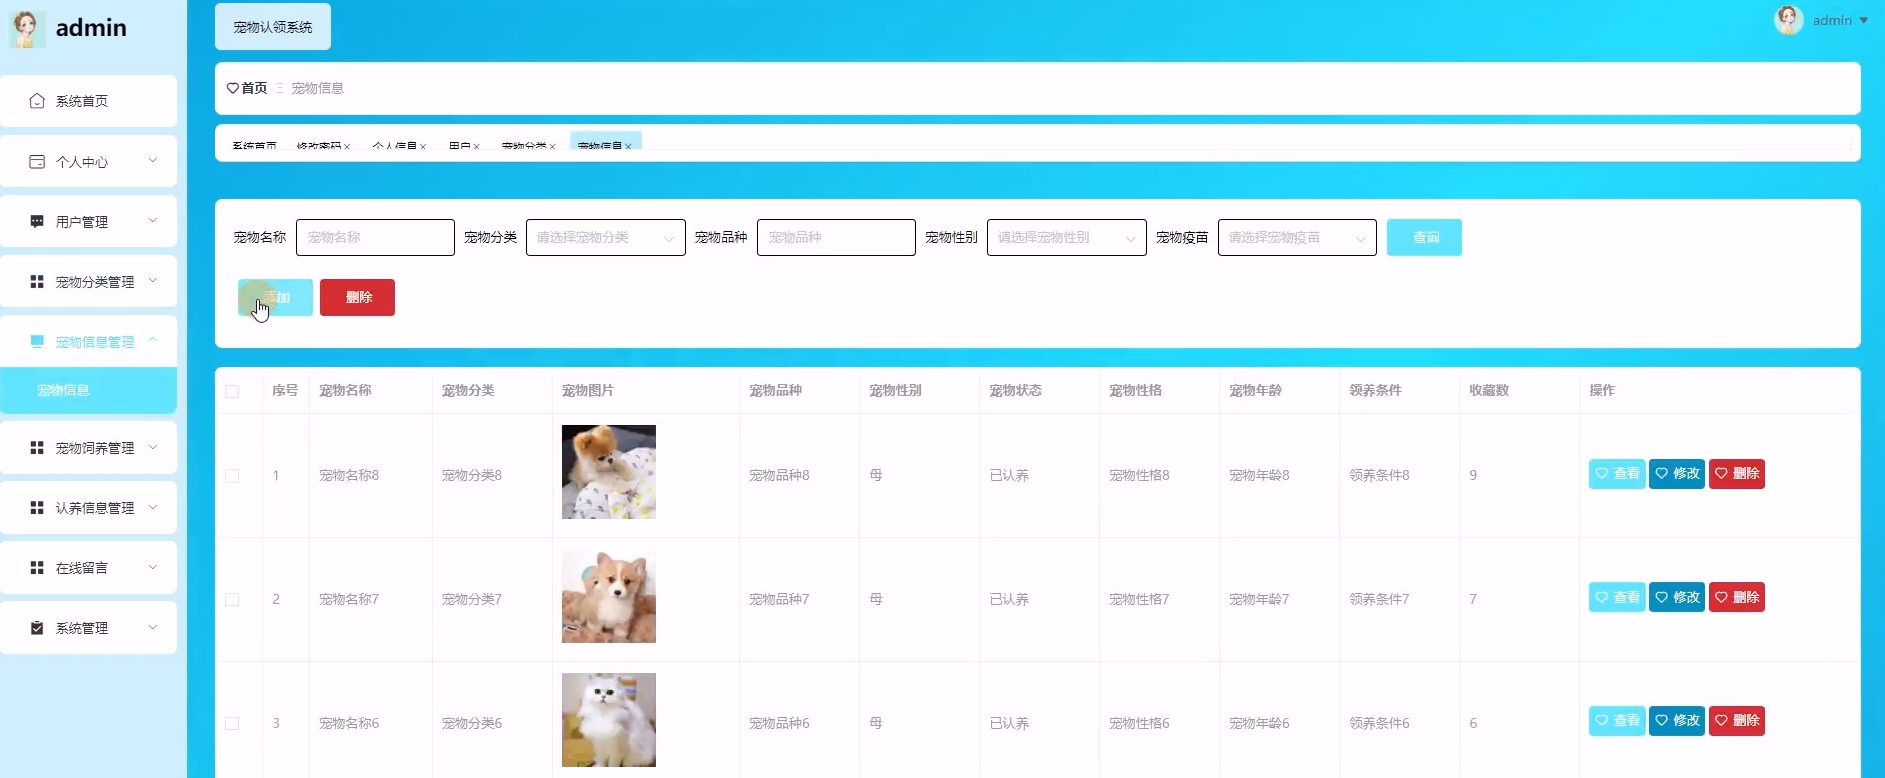 admin
宠物认领系统
admin
系统首页
个人中心
用户管理
宠物分类管理
宠物信息管理
宠物信息
宠物饲养管理
认养信息管理
在线留言
系统管理
首页 宠物信息
系统首页 修改密码 个人信息 用户 宠物分类 宠物信息
宠物名称 宠物名称 宠物分类 请选择宠物分类 宠物品种 宠物品种 宠物性别 请选择宠物性别 宠物疫苗 请选择宠物疫苗 查询
添加 删除
序号 宠物名称 宠物分类 宠物图片 宠物品种 宠物性别 宠物状态 宠物性格 宠物年龄 领养条件 收藏数 操作
1 宠物名称8 宠物分类8 宠物品种8 母 已认养 宠物性格8 宠物年龄8 领养条件8 9 查看 修改 删除
2 宠物名称7 宠物分类7 宠物品种7 母 已认养 宠物性格7 宠物年龄7 领养条件7 7 查看 修改 删除
3 宠物名称6 宠物分类6 宠物品种6 母 已认养 宠物性格6 宠物年龄6 领养条件6 6 查看 修改 删除